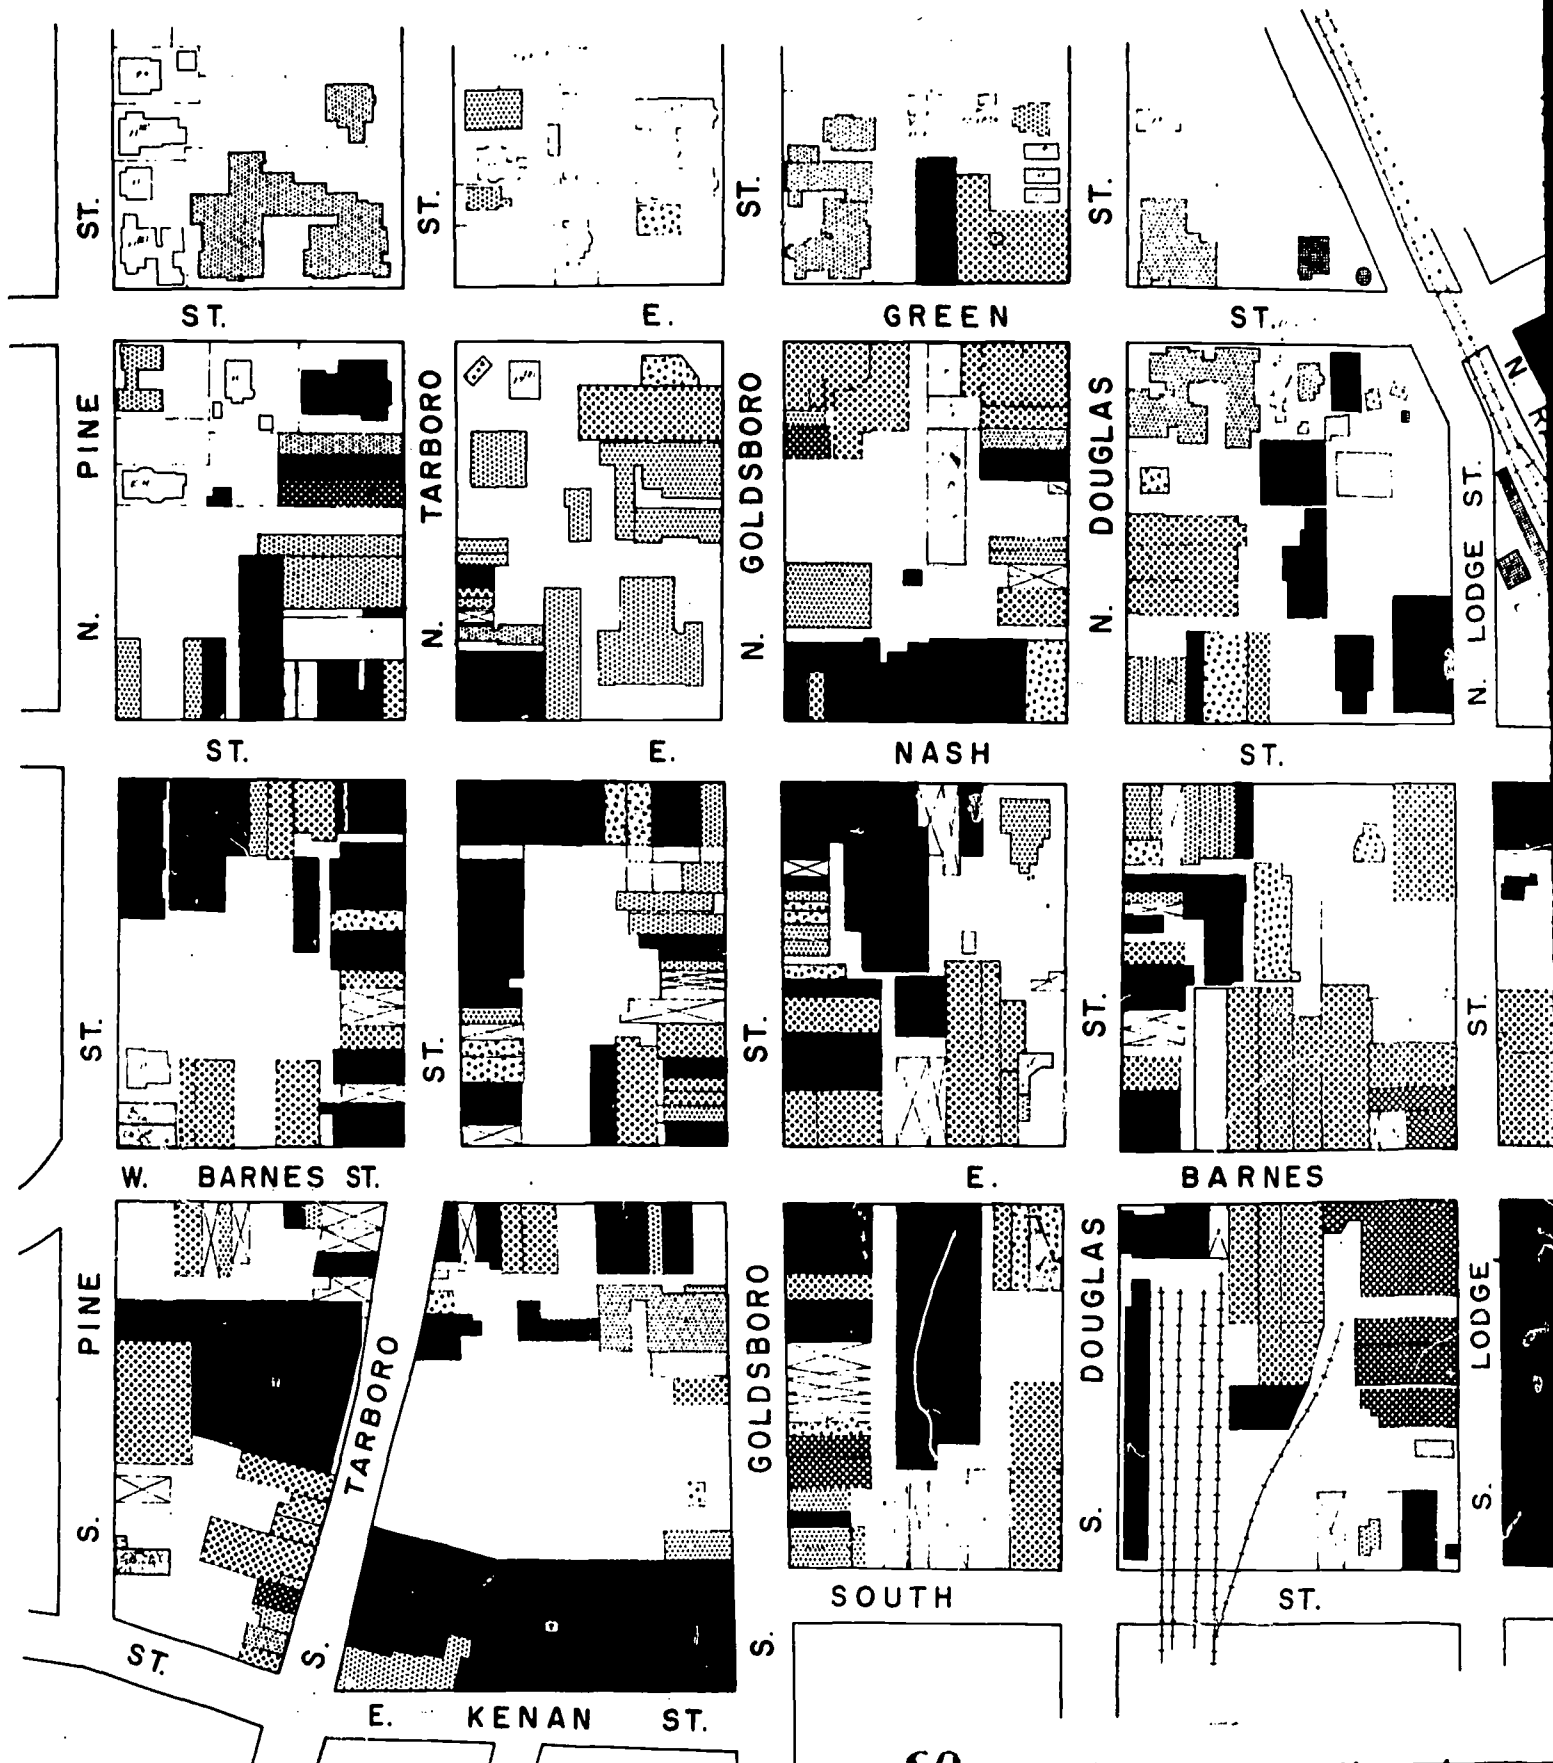 ST.
ST.
ST.
ST.
ST. E. GREEN ST.
N. PINE
N. TARBORO
N. GOLDSBORO
N. DOUGLAS
N. LODGE ST.
N.
ST. E. NASH ST.
ST.
ST.
ST.
ST.
ST.
W. BARNES ST. E. BARNES
S. PINE
S. TARBORO
S. GOLDSBORO
S. DOUGLAS
S. LODGE
ST. SOUTH ST.
E. KENAN ST.